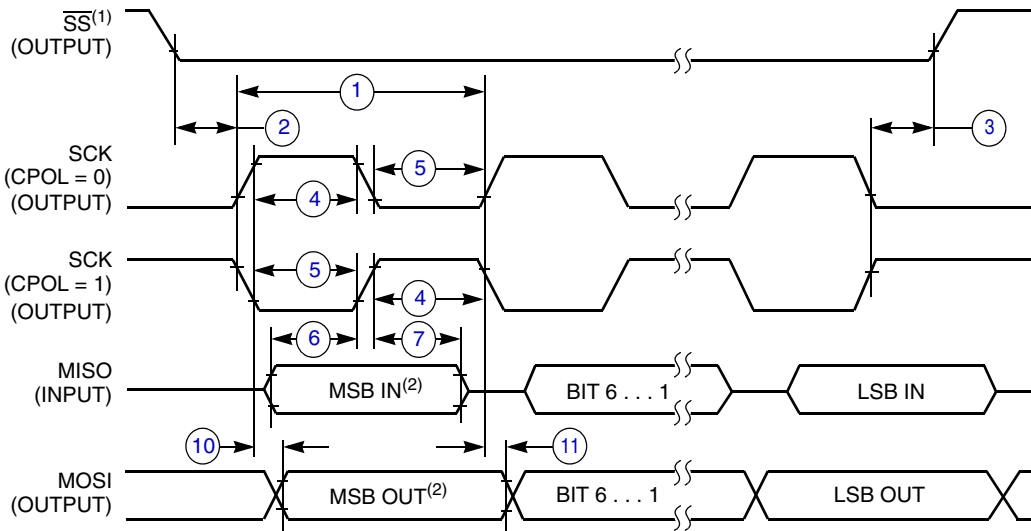 SS(1)
(OUTPUT)
1
2
3
SCK
(CPOL = 0)
(OUTPUT)
5
4
SCK
(CPOL = 1)
(OUTPUT)
5
4
6
7
MISO
(INPUT)
MSB IN(2)
BIT 6 . . . 1
LSB IN
10
11
MOSI
(OUTPUT)
MSB OUT(2)
BIT 6 . . . 1
LSB OUT